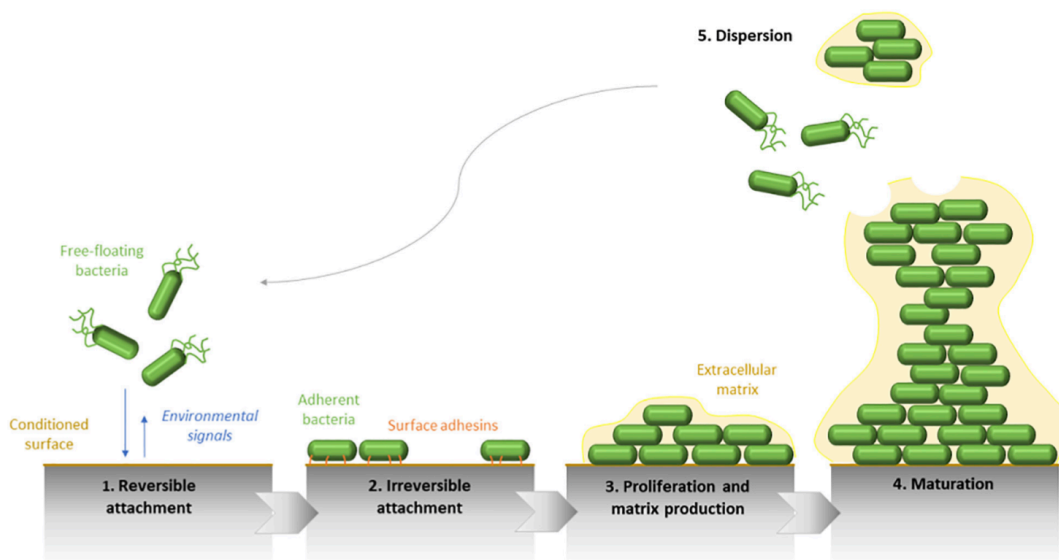 5. Dispersion
Free-floating
bacteria
Extracellular
matrix
Conditioned
surface
Environmental
signals
Adherent
bacteria
Surface adhesins
1. Reversible
attachment
2. Irreversible
attachment
3. Proliferation and
matrix production
4. Maturation